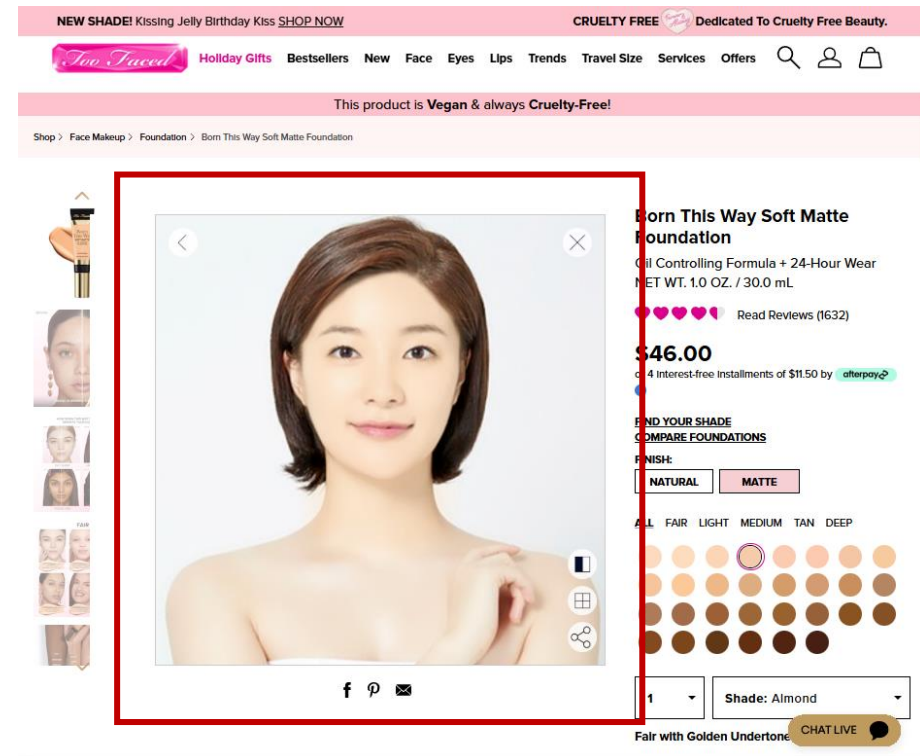 NEW SHADE! Kissing Jelly Birthday Kiss SHOP NOW
CRUELTY FREE Dedicated To Cruelty Free Beauty.
Too Faced
Holiday Gifts Bestsellers New Face Eyes Lips Trends Travel Size Services Offers
This product is Vegan & always Cruelty-Free!
Shop > Face Makeup > Foundation > Born This Way Soft Matte Foundation
Born This Way Soft Matte
Foundation
Oil Controlling Formula + 24-Hour Wear
NET WT. 1.0 OZ. / 30.0 mL
Read Reviews (1632)
$46.00
or 4 interest-free installments of $11.50 by afterpay
FIND YOUR SHADE
COMPARE FOUNDATIONS
FINISH:
NATURAL MATTE
ALL FAIR LIGHT MEDIUM TAN DEEP
1 Shade: Almond
Fair with Golden Undertone
CHAT LIVE